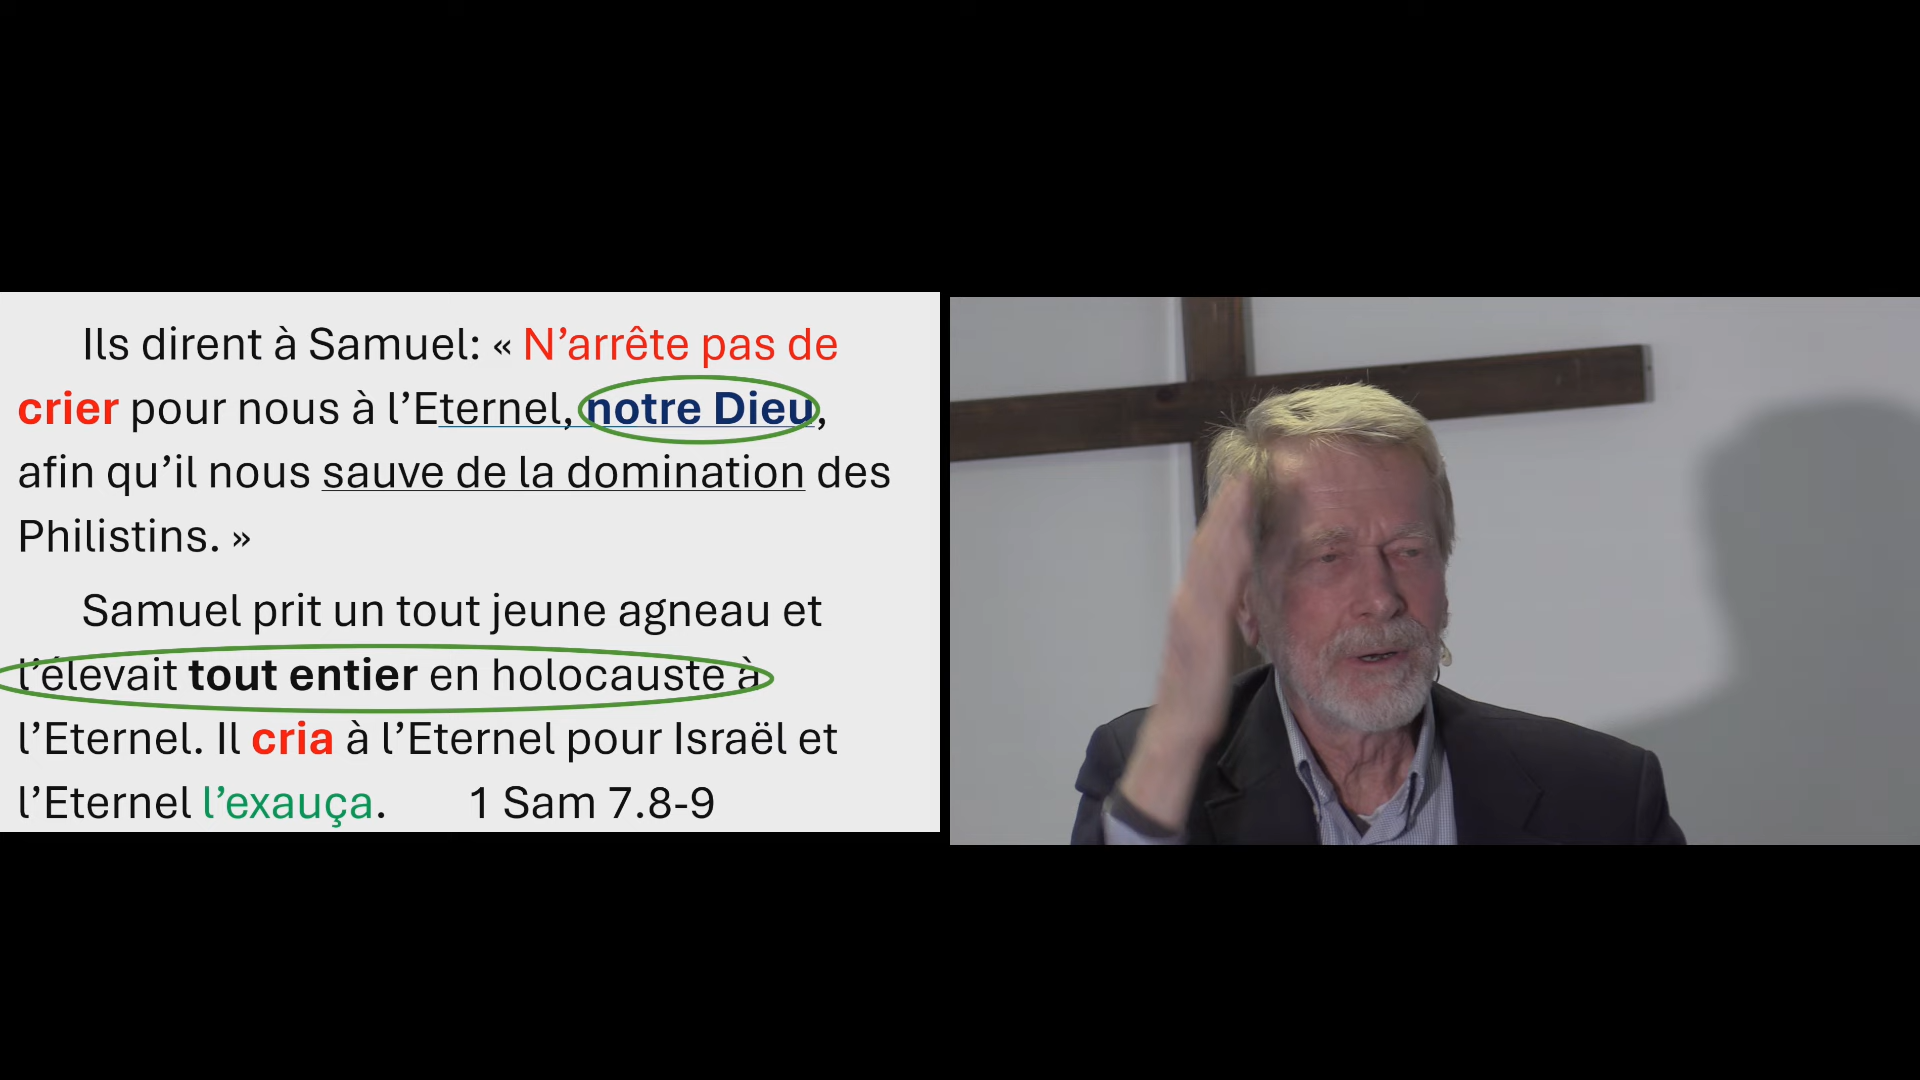 Ils dirent à Samuel: « N’arrête pas de
crier pour nous à l’Eternel, notre Dieu,
afin qu’il nous sauve de la domination des
Philistins. »
Samuel prit un tout jeune agneau et
l’élevait tout entier en holocauste à
l’Eternel. Il cria à l’Eternel pour Israël et
l’Eternel l’exauça. 1 Sam 7.8-9